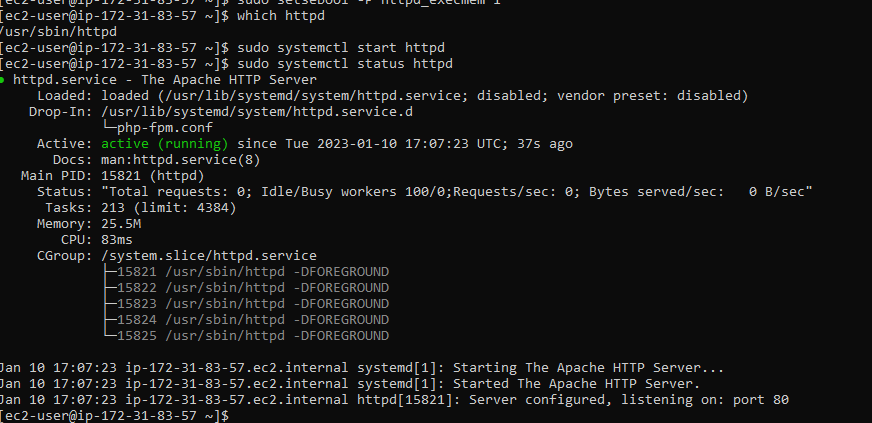 [ec2-user@ip-172-31-83-57 ~]$ sudo setsebool -P httpd_execmem 1
[ec2-user@ip-172-31-83-57 ~]$ which httpd
/usr/sbin/httpd
[ec2-user@ip-172-31-83-57 ~]$ sudo systemctl start httpd
[ec2-user@ip-172-31-83-57 ~]$ sudo systemctl status httpd
● httpd.service - The Apache HTTP Server
     Loaded: loaded (/usr/lib/systemd/system/httpd.service; disabled; vendor preset: disabled)
    Drop-In: /usr/lib/systemd/system/httpd.service.d
             └─php-fpm.conf
     Active: active (running) since Tue 2023-01-10 17:07:23 UTC; 37s ago
       Docs: man:httpd.service(8)
   Main PID: 15821 (httpd)
     Status: "Total requests: 0; Idle/Busy workers 100/0;Requests/sec: 0; Bytes served/sec:   0 B/sec"
      Tasks: 213 (limit: 4384)
     Memory: 25.5M
        CPU: 83ms
     CGroup: /system.slice/httpd.service
             ├─15821 /usr/sbin/httpd -DFOREGROUND
             ├─15822 /usr/sbin/httpd -DFOREGROUND
             ├─15823 /usr/sbin/httpd -DFOREGROUND
             ├─15824 /usr/sbin/httpd -DFOREGROUND
             └─15825 /usr/sbin/httpd -DFOREGROUND
Jan 10 17:07:23 ip-172-31-83-57.ec2.internal systemd[1]: Starting The Apache HTTP Server...
Jan 10 17:07:23 ip-172-31-83-57.ec2.internal systemd[1]: Started The Apache HTTP Server.
Jan 10 17:07:23 ip-172-31-83-57.ec2.internal httpd[15821]: Server configured, listening on: port 80
[ec2-user@ip-172-31-83-57 ~]$